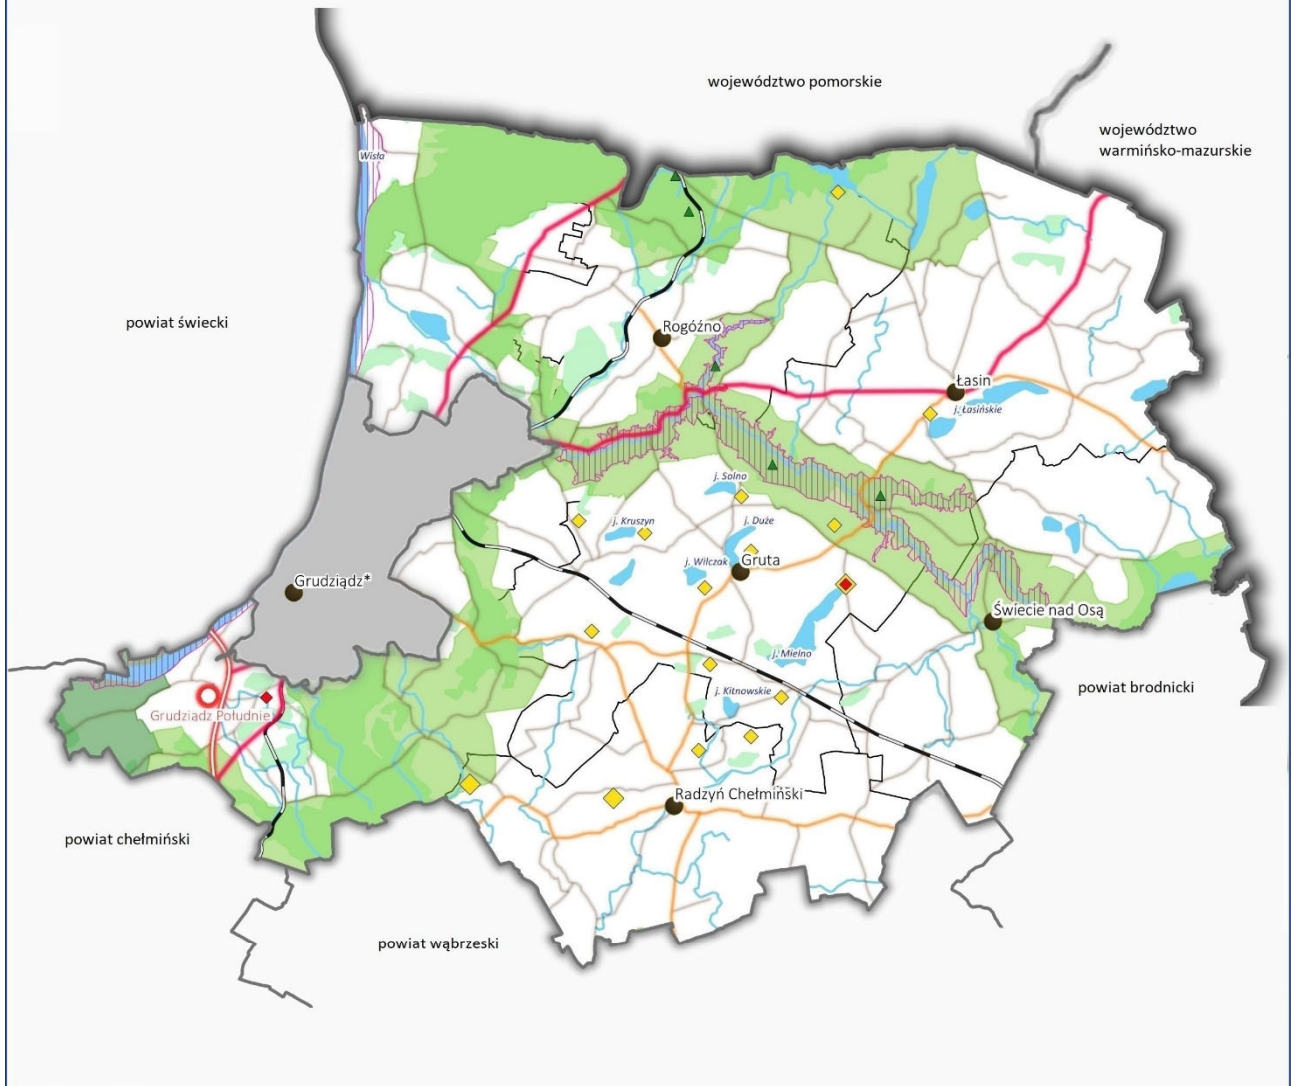 województwo pomorskie
województwo
warmińsko-mazurskie
Wisła
powiat świecki
Rogóźno
Łasin
j. Łasińskie
j. Solno
j. Kruszyn
j. Duże
j. Wilczak
Gruta
Grudziądz*
Świecie nad Osą
j. Mielno
j. Kitnowskie
powiat brodnicki
Grudziądz Południe
Radzyń Chełmiński
powiat chełmiński
powiat wąbrzeski